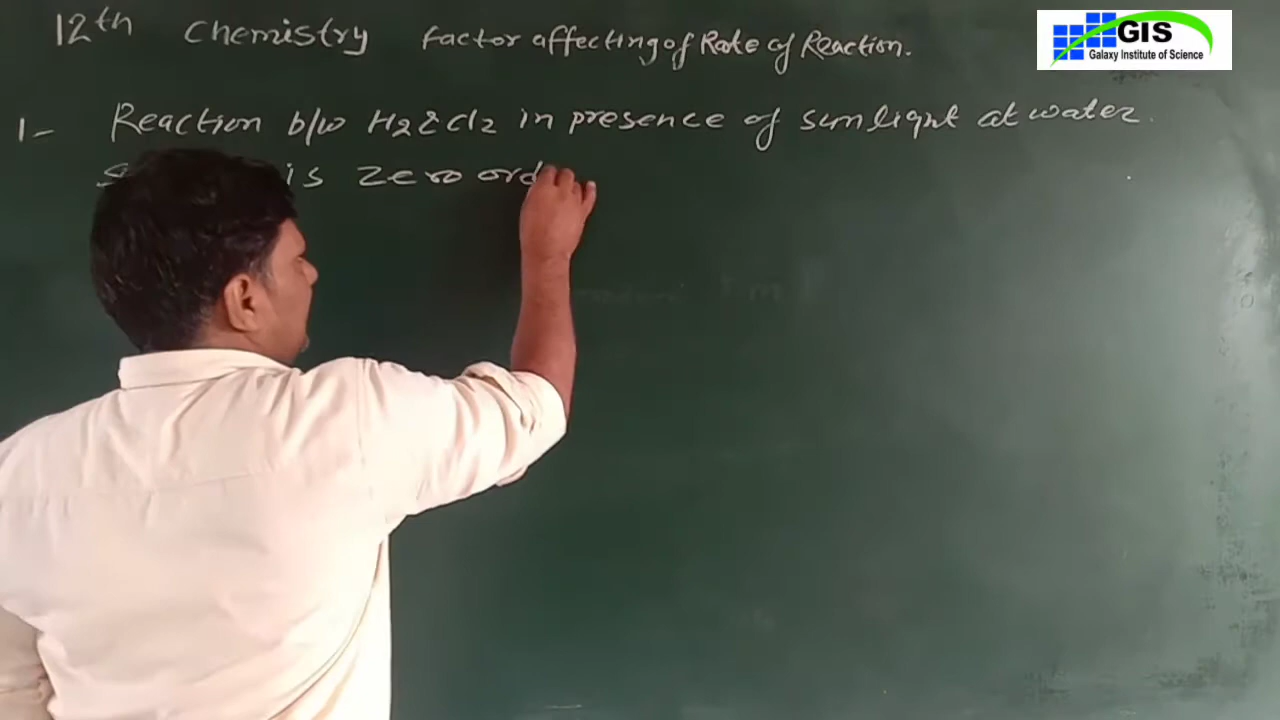 12th Chemistry factor affecting of Rate of Reaction.
GIS
Galaxy Institute of Science
1- Reaction b/w H2 & Cl2 in presence of sunlight at water.
is zero ord